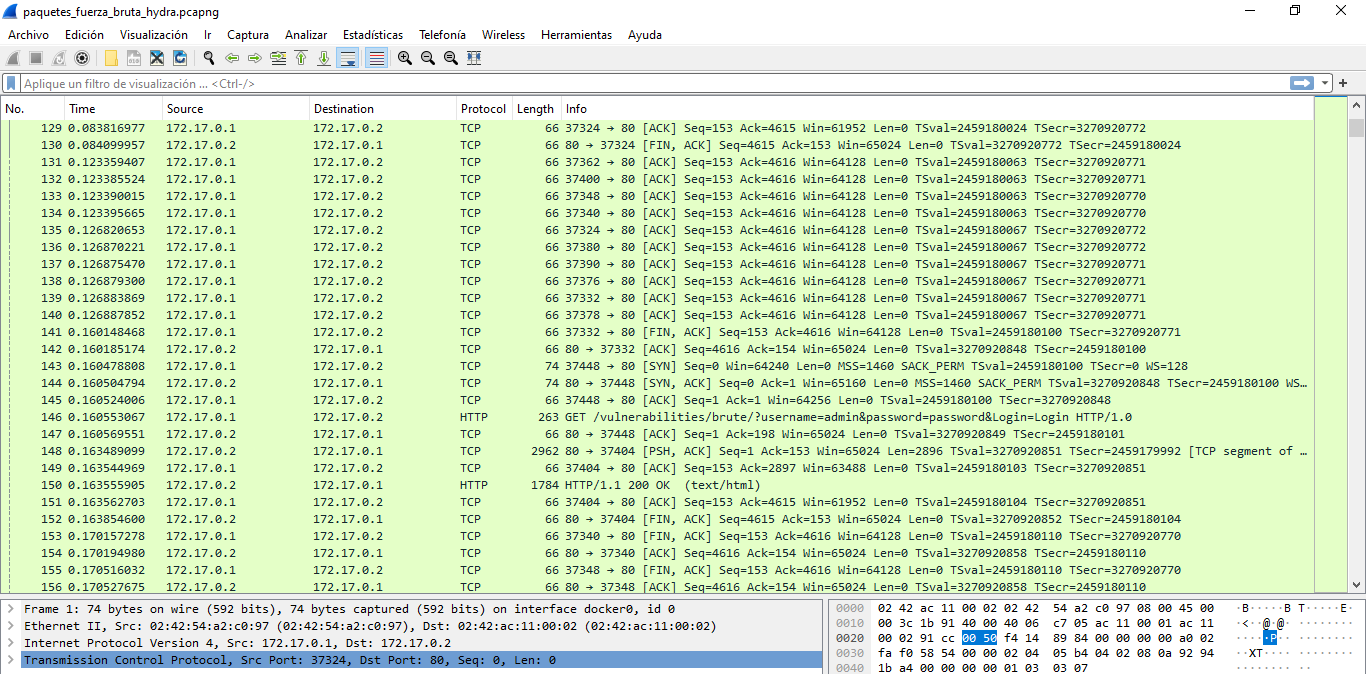 paquetes_fuerza_bruta_hydra.pcapng
Archivo Edición Visualización Ir Captura Analizar Estadísticas Telefonía Wireless Herramientas Ayuda
Aplique un filtro de visualización ... <Ctrl-/>
No. Time Source Destination Protocol Length Info
129 0.083816977 172.17.0.1 172.17.0.2 TCP 66 37324 → 80 [ACK] Seq=153 Ack=4615 Win=61952 Len=0 TSval=2459180024 TSecr=3270920772
130 0.084099957 172.17.0.2 172.17.0.1 TCP 66 80 → 37324 [FIN, ACK] Seq=4615 Ack=153 Win=65024 Len=0 TSval=3270920772 TSecr=2459180024
131 0.123359407 172.17.0.1 172.17.0.2 TCP 66 37362 → 80 [ACK] Seq=153 Ack=4616 Win=64128 Len=0 TSval=2459180063 TSecr=3270920771
132 0.123385524 172.17.0.1 172.17.0.2 TCP 66 37400 → 80 [ACK] Seq=153 Ack=4616 Win=64128 Len=0 TSval=2459180063 TSecr=3270920771
133 0.123390015 172.17.0.1 172.17.0.2 TCP 66 37348 → 80 [ACK] Seq=153 Ack=4616 Win=64128 Len=0 TSval=2459180063 TSecr=3270920770
134 0.123395665 172.17.0.1 172.17.0.2 TCP 66 37340 → 80 [ACK] Seq=153 Ack=4616 Win=64128 Len=0 TSval=2459180063 TSecr=3270920770
135 0.126820653 172.17.0.1 172.17.0.2 TCP 66 37324 → 80 [ACK] Seq=153 Ack=4616 Win=64128 Len=0 TSval=2459180067 TSecr=3270920772
136 0.126870221 172.17.0.1 172.17.0.2 TCP 66 37380 → 80 [ACK] Seq=153 Ack=4616 Win=64128 Len=0 TSval=2459180067 TSecr=3270920772
137 0.126875470 172.17.0.1 172.17.0.2 TCP 66 37390 → 80 [ACK] Seq=153 Ack=4616 Win=64128 Len=0 TSval=2459180067 TSecr=3270920771
138 0.126879300 172.17.0.1 172.17.0.2 TCP 66 37376 → 80 [ACK] Seq=153 Ack=4616 Win=64128 Len=0 TSval=2459180067 TSecr=3270920771
139 0.126883869 172.17.0.1 172.17.0.2 TCP 66 37332 → 80 [ACK] Seq=153 Ack=4616 Win=64128 Len=0 TSval=2459180067 TSecr=3270920771
140 0.126887852 172.17.0.1 172.17.0.2 TCP 66 37378 → 80 [ACK] Seq=153 Ack=4616 Win=64128 Len=0 TSval=2459180067 TSecr=3270920771
141 0.160148468 172.17.0.1 172.17.0.2 TCP 66 37332 → 80 [FIN, ACK] Seq=153 Ack=4616 Win=64128 Len=0 TSval=2459180100 TSecr=3270920771
142 0.160185174 172.17.0.2 172.17.0.1 TCP 66 80 → 37332 [ACK] Seq=4616 Ack=154 Win=65024 Len=0 TSval=3270920848 TSecr=2459180100
143 0.160478808 172.17.0.1 172.17.0.2 TCP 74 37448 → 80 [SYN] Seq=0 Win=64240 Len=0 MSS=1460 SACK_PERM TSval=2459180100 TSecr=0 WS=128
144 0.160504794 172.17.0.2 172.17.0.1 TCP 74 80 → 37448 [SYN, ACK] Seq=0 Ack=1 Win=65160 Len=0 MSS=1460 SACK_PERM TSval=3270920848 TSecr=2459180100 WS…
145 0.160524006 172.17.0.1 172.17.0.2 TCP 66 37448 → 80 [ACK] Seq=1 Ack=1 Win=64256 Len=0 TSval=2459180100 TSecr=3270920848
146 0.160553067 172.17.0.1 172.17.0.2 HTTP 263 GET /vulnerabilities/brute/?username=admin&password=password&Login=Login HTTP/1.0
147 0.160569551 172.17.0.2 172.17.0.1 TCP 66 80 → 37448 [ACK] Seq=1 Ack=198 Win=65024 Len=0 TSval=3270920849 TSecr=2459180101
148 0.163489099 172.17.0.2 172.17.0.1 TCP 2962 80 → 37404 [PSH, ACK] Seq=1 Ack=153 Win=65024 Len=2896 TSval=3270920851 TSecr=2459179992 [TCP segment of …
149 0.163544969 172.17.0.1 172.17.0.2 TCP 66 37404 → 80 [ACK] Seq=153 Ack=2897 Win=63488 Len=0 TSval=2459180103 TSecr=3270920851
150 0.163555905 172.17.0.2 172.17.0.1 HTTP 1784 HTTP/1.1 200 OK (text/html)
151 0.163562703 172.17.0.1 172.17.0.2 TCP 66 37404 → 80 [ACK] Seq=153 Ack=4615 Win=61952 Len=0 TSval=2459180104 TSecr=3270920851
152 0.163854600 172.17.0.2 172.17.0.1 TCP 66 80 → 37404 [FIN, ACK] Seq=4615 Ack=153 Win=65024 Len=0 TSval=3270920852 TSecr=2459180104
153 0.170157278 172.17.0.1 172.17.0.2 TCP 66 37340 → 80 [FIN, ACK] Seq=153 Ack=4616 Win=64128 Len=0 TSval=2459180110 TSecr=3270920770
154 0.170194980 172.17.0.2 172.17.0.1 TCP 66 80 → 37340 [ACK] Seq=4616 Ack=154 Win=65024 Len=0 TSval=3270920858 TSecr=2459180110
155 0.170516032 172.17.0.1 172.17.0.2 TCP 66 37348 → 80 [FIN, ACK] Seq=153 Ack=4616 Win=64128 Len=0 TSval=2459180110 TSecr=3270920770
156 0.170527675 172.17.0.2 172.17.0.1 TCP 66 80 → 37348 [ACK] Seq=4616 Ack=154 Win=65024 Len=0 TSval=3270920858 TSecr=2459180110
Frame 1: 74 bytes on wire (592 bits), 74 bytes captured (592 bits) on interface docker0, id 0
Ethernet II, Src: 02:42:54:a2:c0:97 (02:42:54:a2:c0:97), Dst: 02:42:ac:11:00:02 (02:42:ac:11:00:02)
Internet Protocol Version 4, Src: 172.17.0.1, Dst: 172.17.0.2
Transmission Control Protocol, Src Port: 37324, Dst Port: 80, Seq: 0, Len: 0
0000 02 42 ac 11 00 02 02 42 54 a2 c0 97 08 00 45 00 ·B·····B T·····E·
0010 00 3c 1b 91 40 00 40 06 c7 05 ac 11 00 01 ac 11 ·<··@·@· ········
0020 00 02 91 cc 00 50 f4 14 89 84 00 00 00 00 a0 02 ·····P·· ········
0030 fa f0 58 54 00 00 02 04 05 b4 04 02 08 0a 92 94 ··XT···· ········
0040 1b a4 00 00 00 00 01 03 03 07 ········ ··